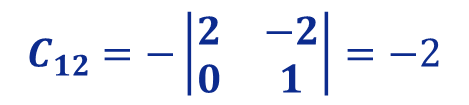 C₁₂ = − |2 −2| = −2
|0 1|